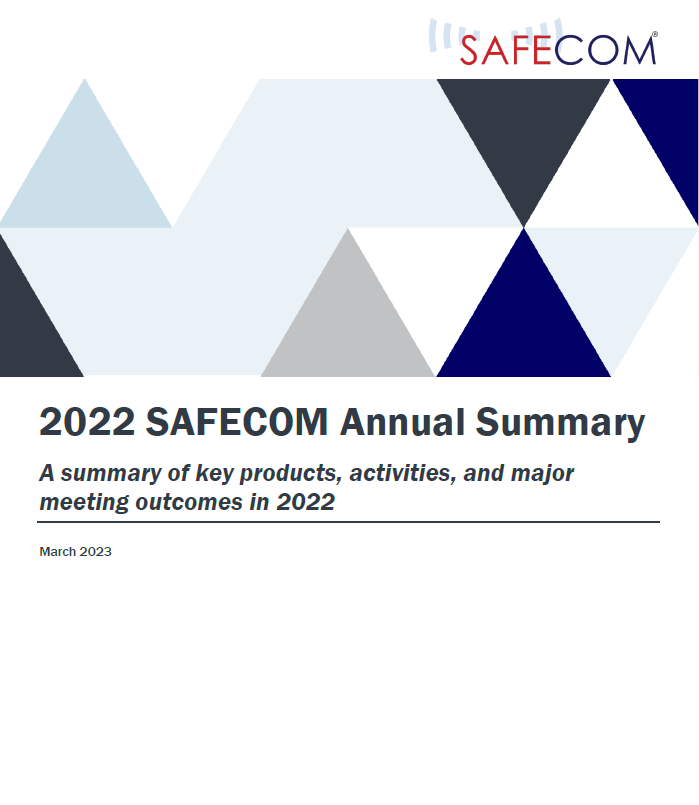 SAFECOM®
2022 SAFECOM Annual Summary
A summary of key products, activities, and major
meeting outcomes in 2022
March 2023